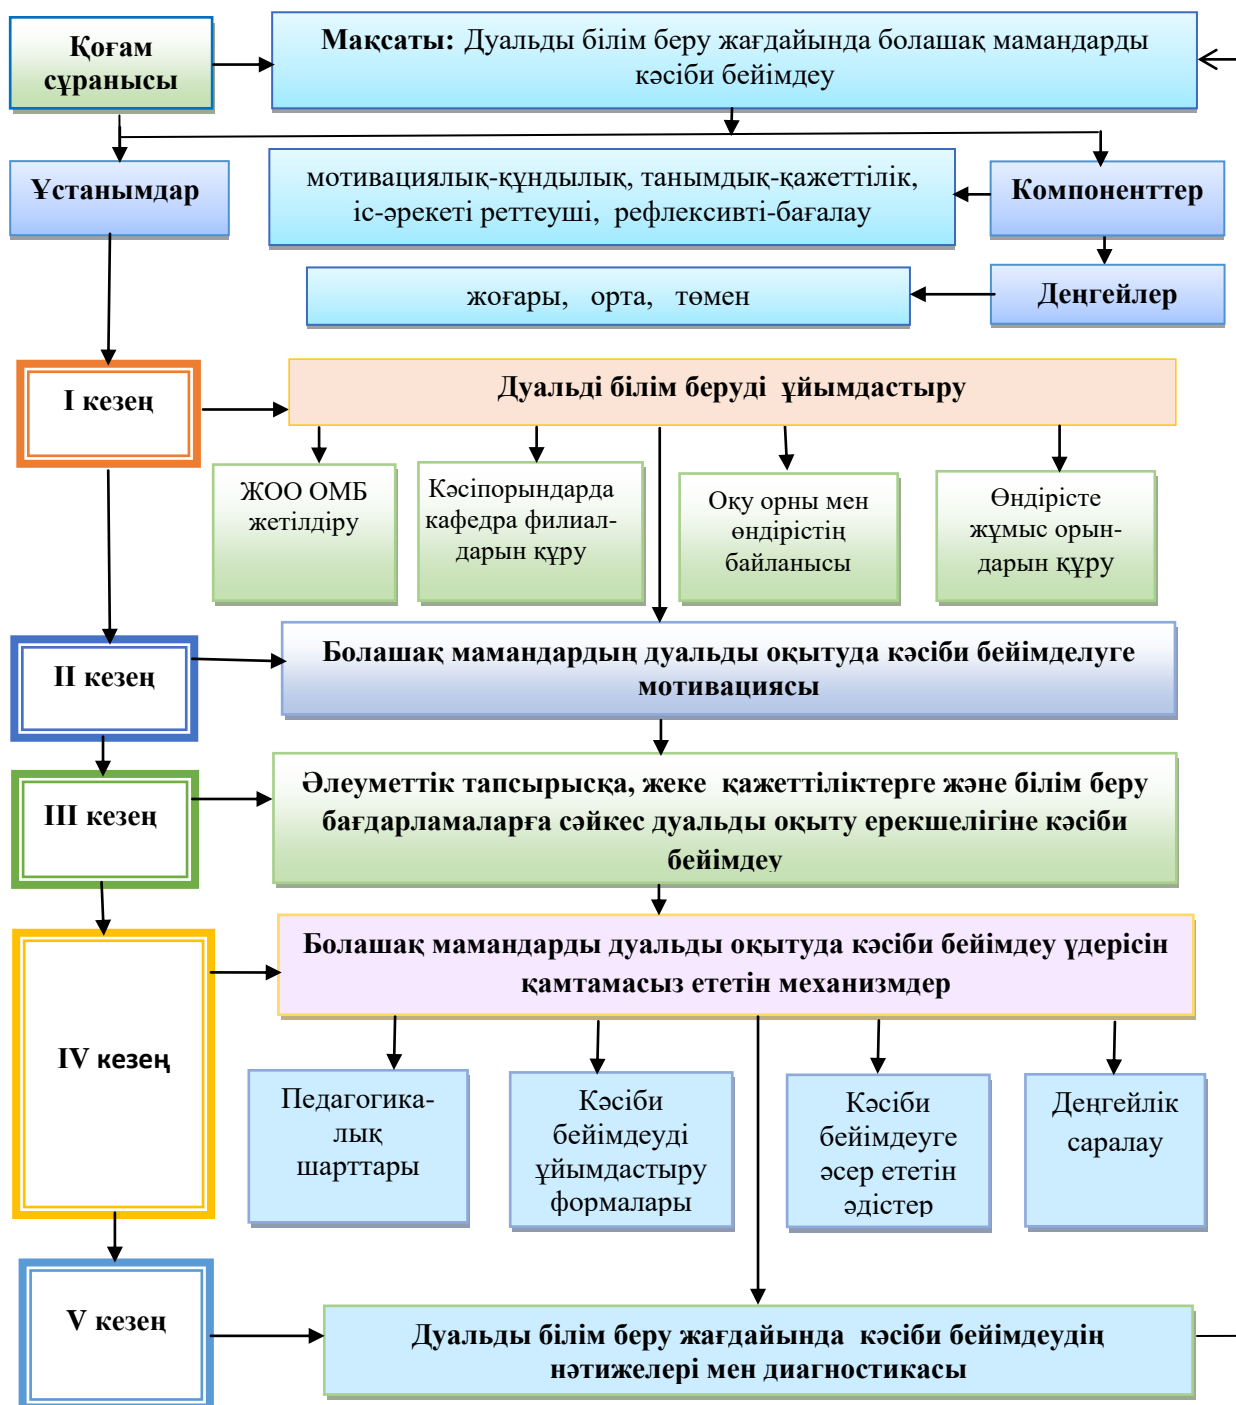 Қоғам
сұранысы
Мақсаты: Дуальды білім беру жағдайында болашақ мамандарды
кәсіби бейімдеу
Ұстанымдар
мотивациялық-құндылық, танымдық-қажеттілік,
іс-әрекеті реттеуші, рефлексивті-бағалау
Компоненттер
жоғары, орта, төмен
Деңгейлер
I кезең
Дуальді білім беруді ұйымдастыру
ЖОО ОМБ
жетілдіру
Кәсіпорындарда
кафедра филиал-
дарын құру
Оқу орны мен
өндірістің
байланысы
Өндірісте
жұмыс орын-
дарын құру
II кезең
Болашақ мамандардың дуальды оқытуда кәсіби бейімделуге
мотивациясы
III кезең
Әлеуметтік тапсырысқа, жеке қажеттіліктерге және білім беру
бағдарламаларға сәйкес дуальды оқыту ерекшелігіне кәсіби
бейімдеу
IV кезең
Болашақ мамандарды дуальды оқытуда кәсіби бейімдеу үдерісін
қамтамасыз ететін механизмдер
Педагогика-
лық
шарттары
Кәсіби
бейімдеуді
ұйымдастыру
формалары
Кәсіби
бейімдеуге
әсер ететін
әдістер
Деңгейлік
саралау
V кезең
Дуальды білім беру жағдайында кәсіби бейімдеудің
нәтижелері мен диагностикасы